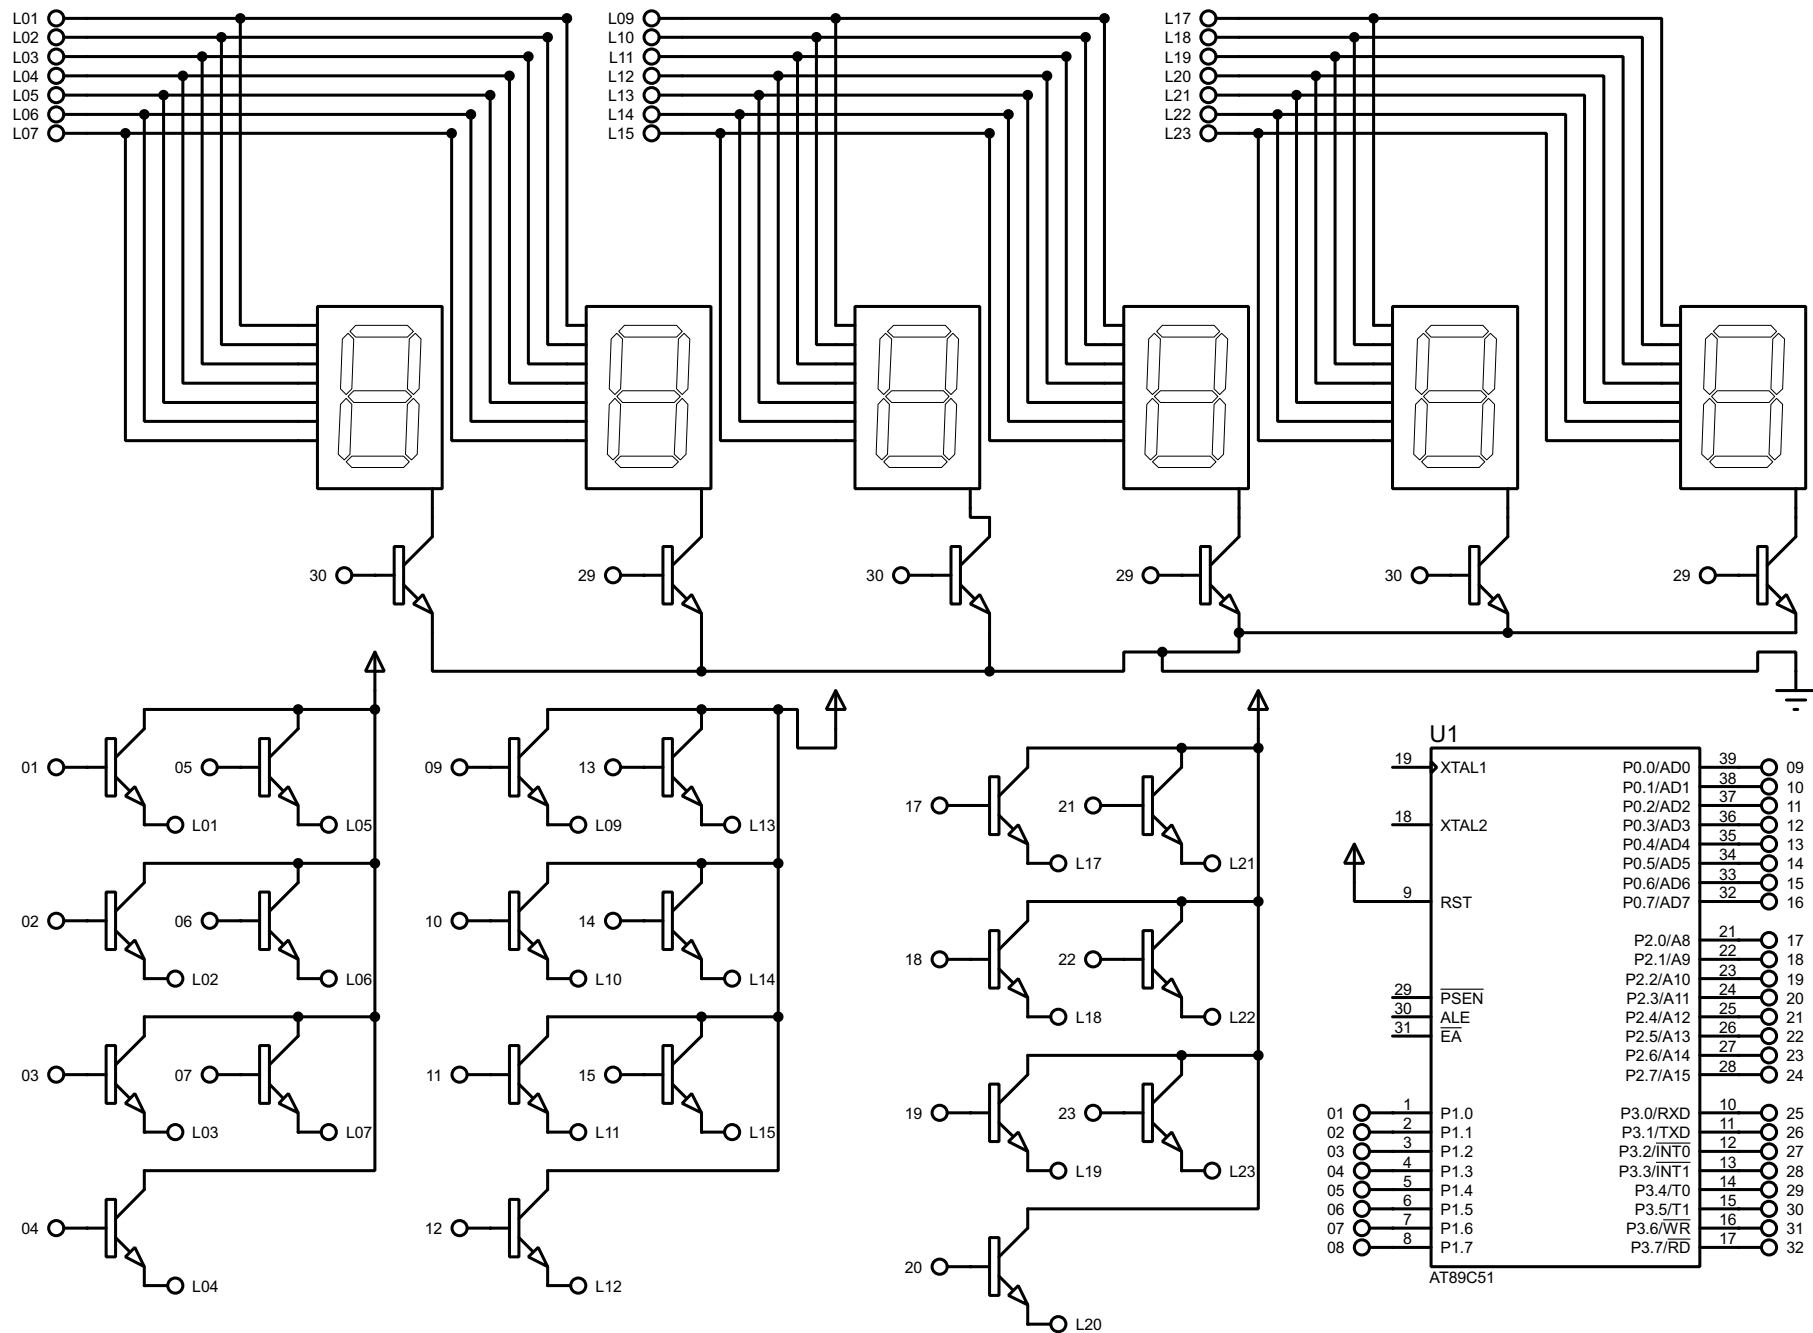 L01 L09 L17
L02 L10 L18
L03 L11 L19
L04 L12 L20
L05 L13 L21
L06 L14 L22
L07 L15 L23
30 29 30 29 30 29
01 05 09 13 17 21
L01 L05 L09 L13 L17 L21
02 06 10 14 18 22
L02 L06 L10 L14 L18 L22
03 07 11 15 19 23
L03 L07 L11 L15 L19 L23
04 12 20
L04 L12 L20
U1
19 XTAL1 P0.0/AD0 39 09
P0.1/AD1 38 10
P0.2/AD2 37 11
18 XTAL2 P0.3/AD3 36 12
P0.4/AD4 35 13
P0.5/AD5 34 14
P0.6/AD6 33 15
9 RST P0.7/AD7 32 16
P2.0/A8 21 17
P2.1/A9 22 18
P2.2/A10 23 19
29 PSEN P2.3/A11 24 20
30 ALE P2.4/A12 25 21
31 EA P2.5/A13 26 22
P2.6/A14 27 23
P2.7/A15 28 24
01 1 P1.0 P3.0/RXD 10 25
02 2 P1.1 P3.1/TXD 11 26
03 3 P1.2 P3.2/INT0 12 27
04 4 P1.3 P3.3/INT1 13 28
05 5 P1.4 P3.4/T0 14 29
06 6 P1.5 P3.5/T1 15 30
07 7 P1.6 P3.6/WR 16 31
08 8 P1.7 P3.7/RD 17 32
AT89C51